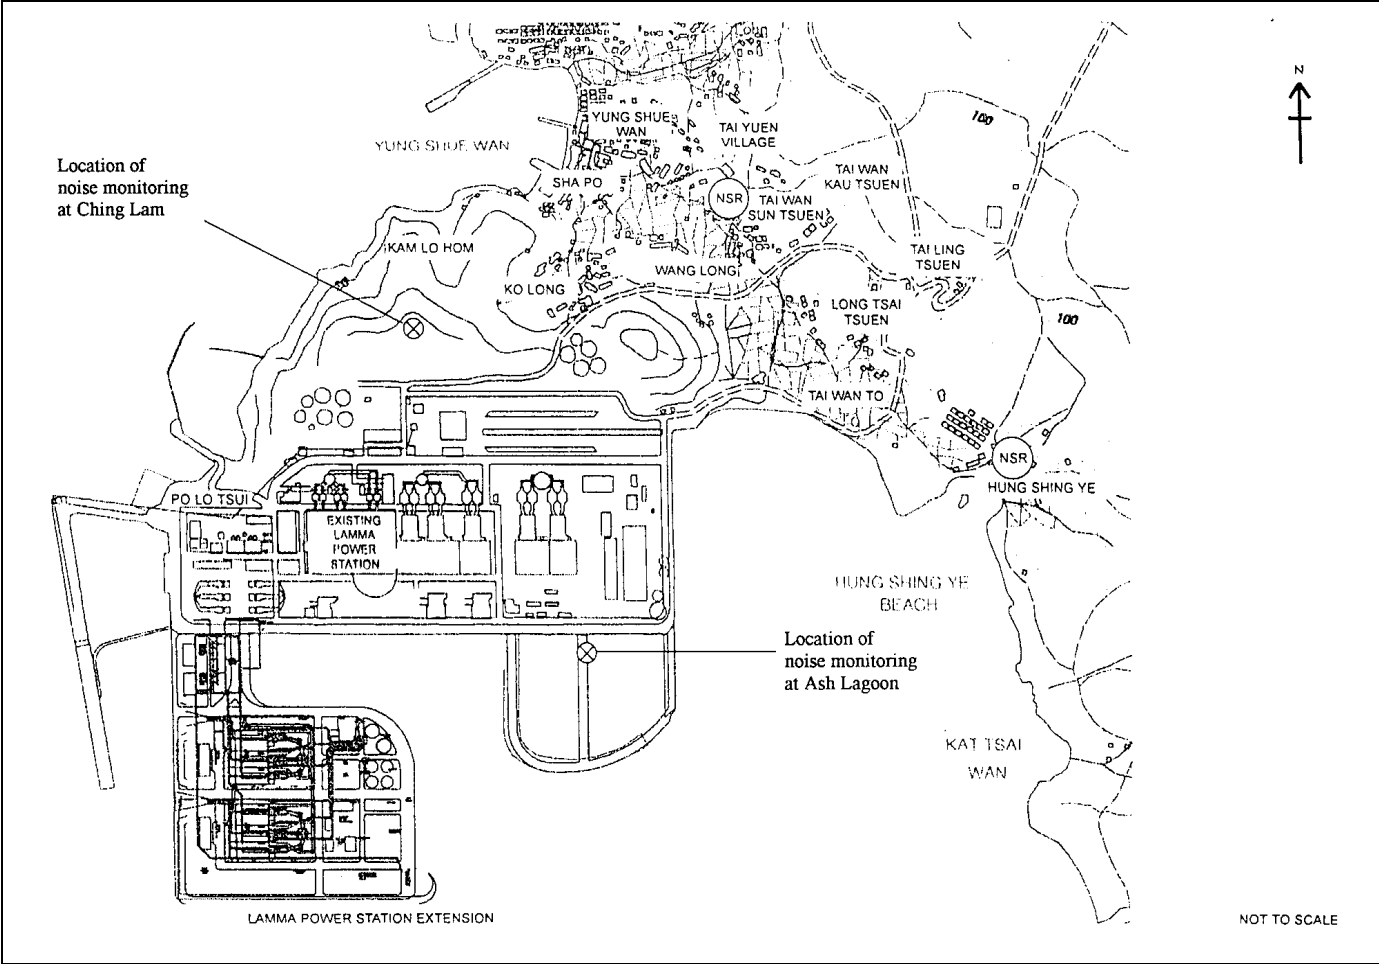 N
100
YUNG SHUE
WAN
TAI YUEN
VILLAGE
YUNG SHUE WAN
Location of
noise monitoring
at Ching Lam
TAI WAN
KAU TSUEN
SHA PO
NSR
TAI WAN
SUN TSUEN
KAM LO HOM
TAI LING
TSUEN
WANG LONG
KO LONG
LONG TSAI
TSUEN
100
TAI WAN TO
NSR
HUNG SHING YE
PO LO TSUI
EXISTING
LAMMA
POWER
STATION
HUNG SHING YE
BEACH
Location of
noise monitoring
at Ash Lagoon
KAT TSAI
WAN
LAMMA POWER STATION EXTENSION
NOT TO SCALE